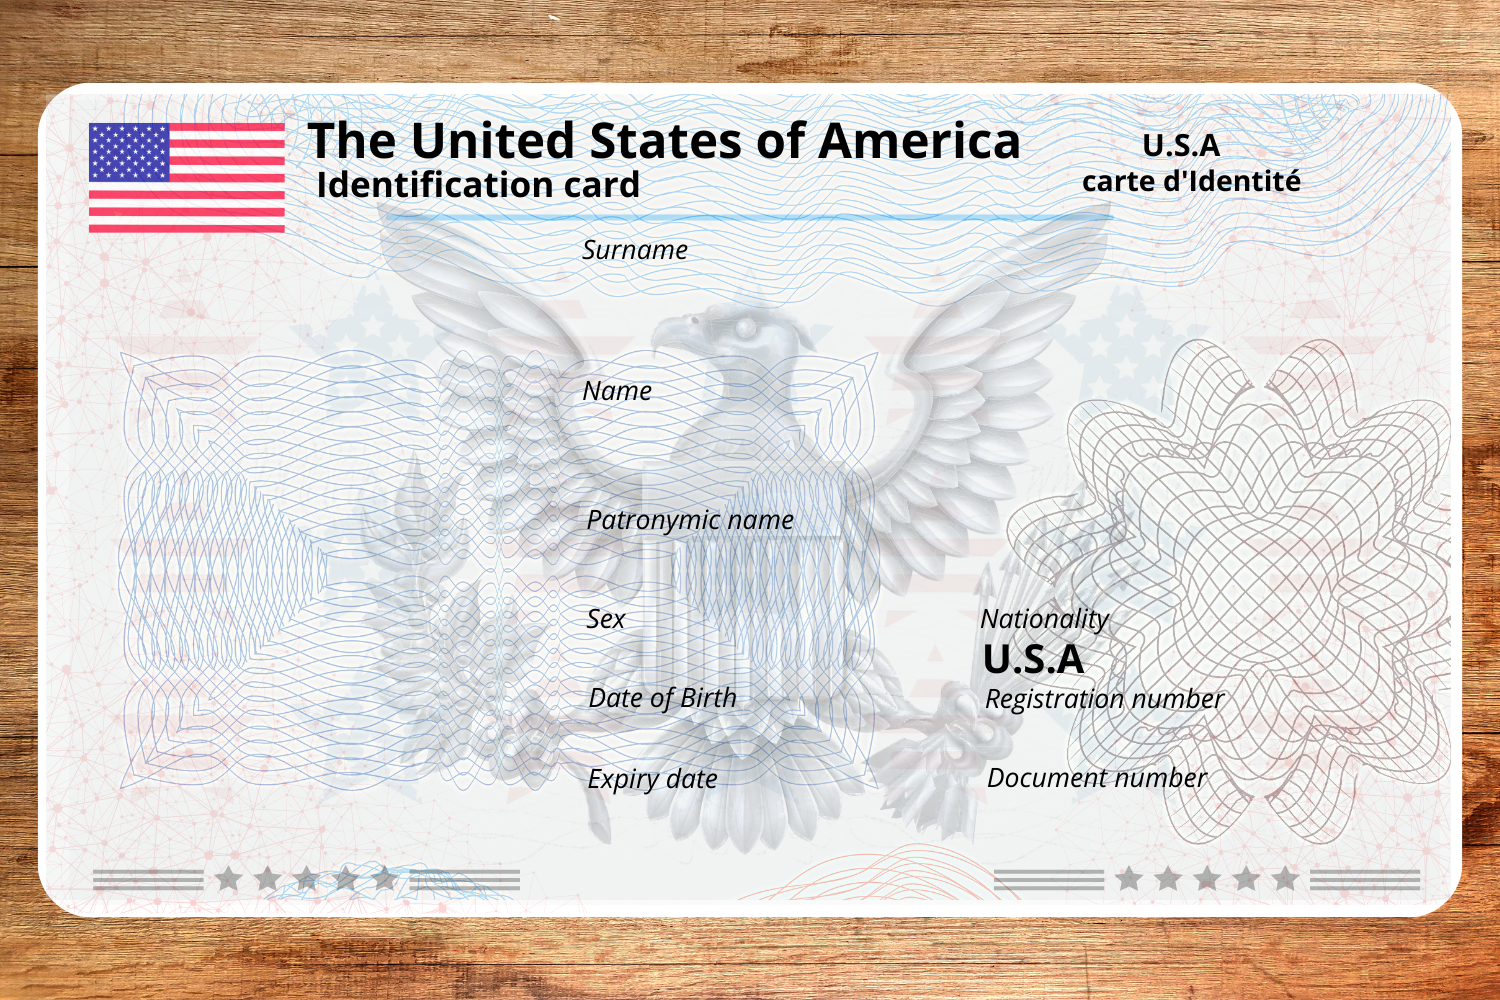 The United States of America
Identification card
U.S.A
carte d'Identité
Surname
Name
Patronymic name
Sex
Nationality
U.S.A
Date of Birth
Registration number
Expiry date
Document number